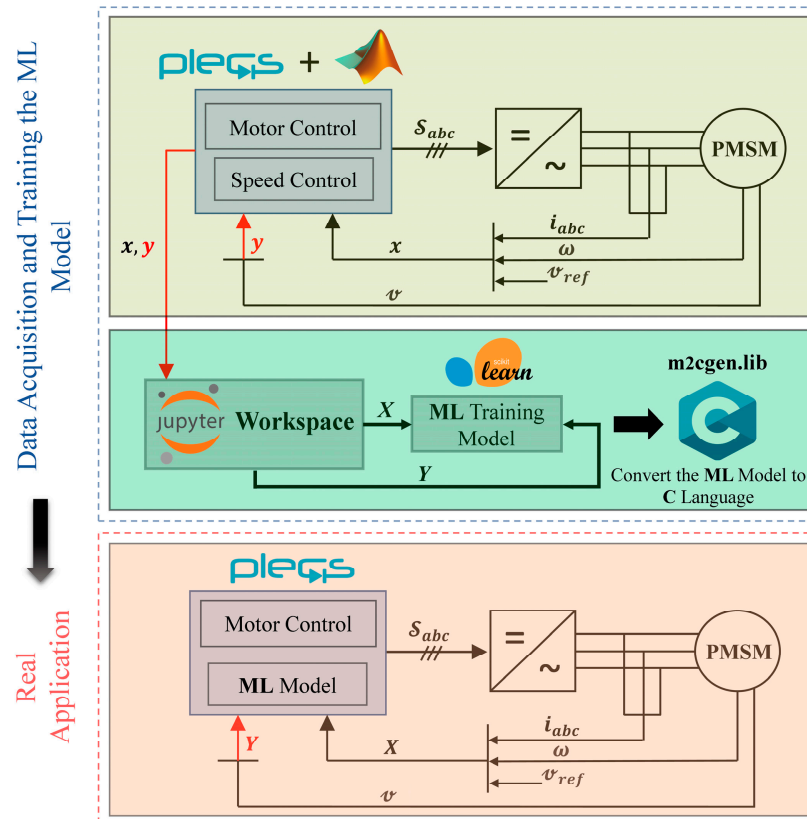 Data Acquisition and Training the ML
Model
plecs +
Motor Control
Speed Control
S_abc
=
~
PMSM
i_abc
ω
v_ref
x
y
v
x, y
jupyter
Workspace
X
Y
scikit
learn
ML Training
Model
m2cgen.lib
C
Convert the ML Model to
C Language
Real
Application
plecs
Motor Control
ML Model
S_abc
=
~
PMSM
i_abc
ω
v_ref
X
Y
v